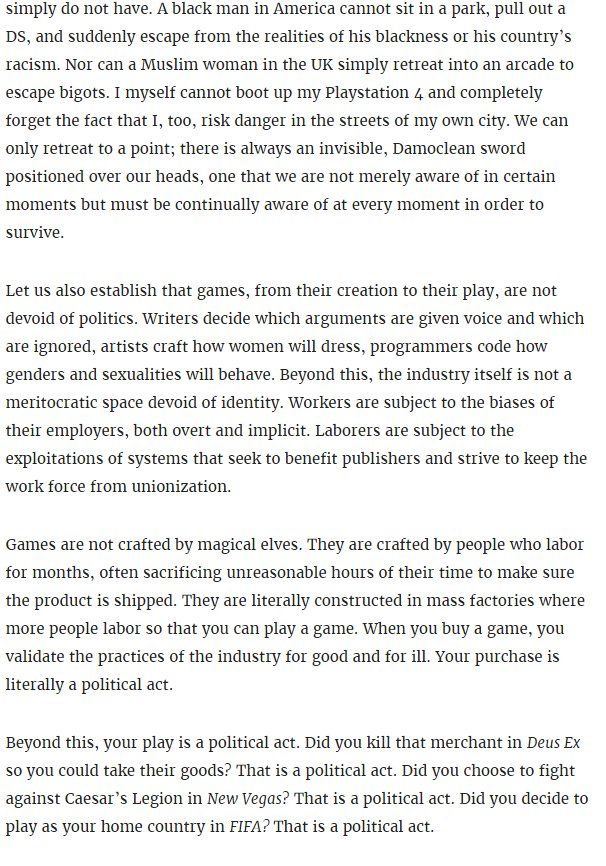 simply do not have. A black man in America cannot sit in a park, pull out a
DS, and suddenly escape from the realities of his blackness or his country’s
racism. Nor can a Muslim woman in the UK simply retreat into an arcade to
escape bigots. I myself cannot boot up my Playstation 4 and completely
forget the fact that I, too, risk danger in the streets of my own city. We can
only retreat to a point; there is always an invisible, Damoclean sword
positioned over our heads, one that we are not merely aware of in certain
moments but must be continually aware of at every moment in order to
survive.
Let us also establish that games, from their creation to their play, are not
devoid of politics. Writers decide which arguments are given voice and which
are ignored, artists craft how women will dress, programmers code how
genders and sexualities will behave. Beyond this, the industry itself is not a
meritocratic space devoid of identity. Workers are subject to the biases of
their employers, both overt and implicit. Laborers are subject to the
exploitations of systems that seek to benefit publishers and strive to keep the
work force from unionization.
Games are not crafted by magical elves. They are crafted by people who labor
for months, often sacrificing unreasonable hours of their time to make sure
the product is shipped. They are literally constructed in mass factories where
more people labor so that you can play a game. When you buy a game, you
validate the practices of the industry for good and for ill. Your purchase is
literally a political act.
Beyond this, your play is a political act. Did you kill that merchant in Deus Ex
so you could take their goods? That is a political act. Did you choose to fight
against Caesar’s Legion in New Vegas? That is a political act. Did you decide to
play as your home country in FIFA? That is a political act.